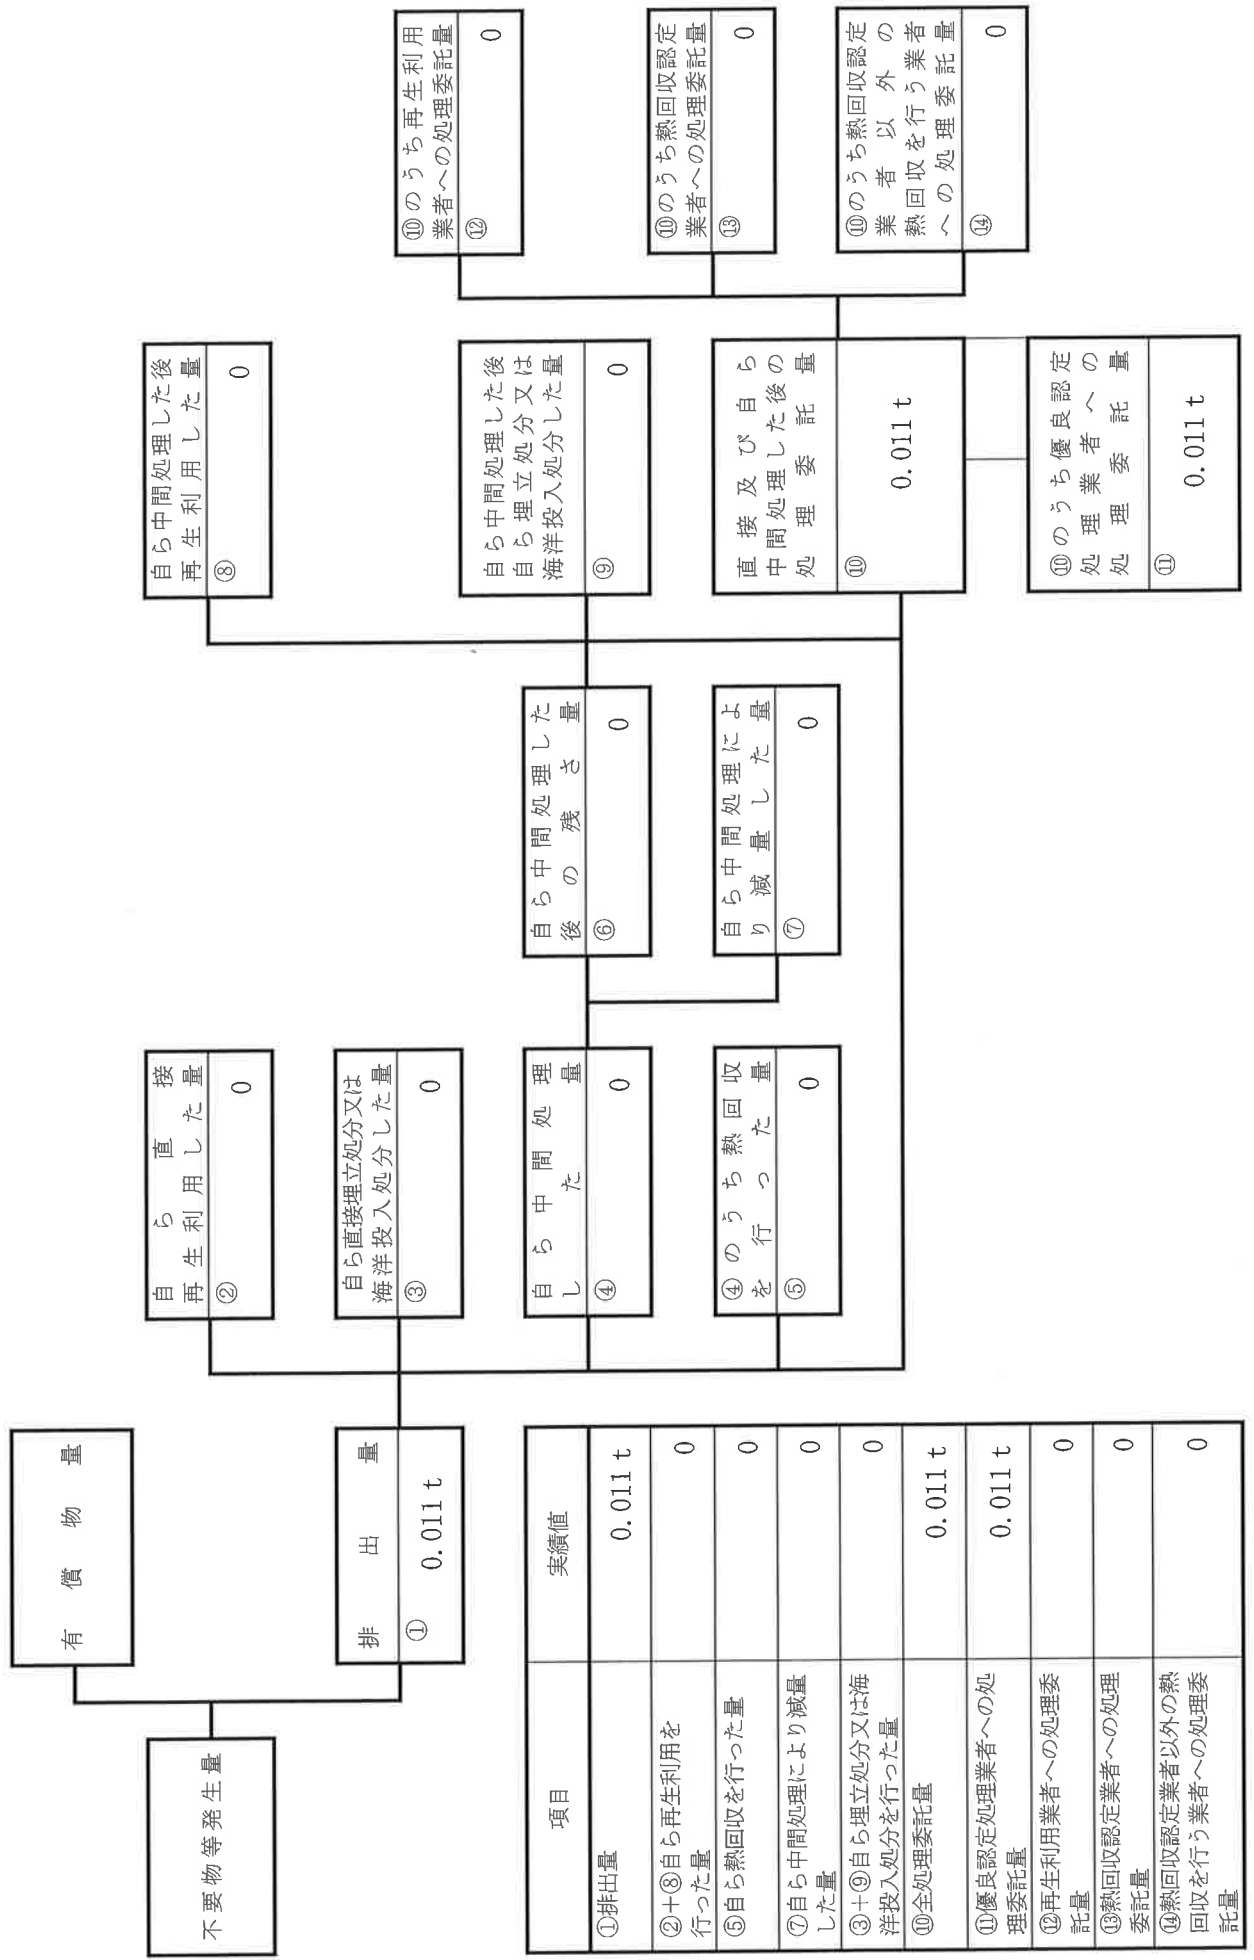 不要物等発生量
有償物量
排出量
① 0.011 t
自ら直接
再生利用した量
② 0
自ら直接埋立処分又は
海洋投入処分した量
③ 0
自ら中間処理
した量
④ 0
④のうち熱回収
を行った量
⑤ 0
自ら中間処理した
後の残さ量
⑥ 0
自ら中間処理によ
り減量した量
⑦ 0
自ら中間処理した後
再生利用した量
⑧ 0
自ら中間処理した後
自ら埋立処分又は
海洋投入処分した量
⑨ 0
直接及び自ら
中間処理した後の
処理委託量
⑩ 0.011 t
⑩のうち優良認定
処理業者への
処理委託量
⑪ 0.011 t
⑩のうち再生利用
業者への処理委託量
⑫ 0
⑩のうち熱回収認定
業者への処理委託量
⑬ 0
⑩のうち熱回収認定
業者以外の
熱回収を行う業者
への処理委託量
⑭ 0
項目 実績値
①排出量 0.011 t
②+⑧自ら再生利用を
行った量 0
⑤自ら熱回収を行った量 0
⑦自ら中間処理により減量
した量 0
③+⑨自ら埋立処分又は海
洋投入処分を行った量 0
⑩全処理委託量 0.011 t
⑪優良認定処理業者への処
理委託量 0.011 t
⑫再生利用業者への処理委
託量 0
⑬熱回収認定業者への処理
委託量 0
⑭熱回収認定業者以外の熱
回収を行う業者への処理委
託量 0